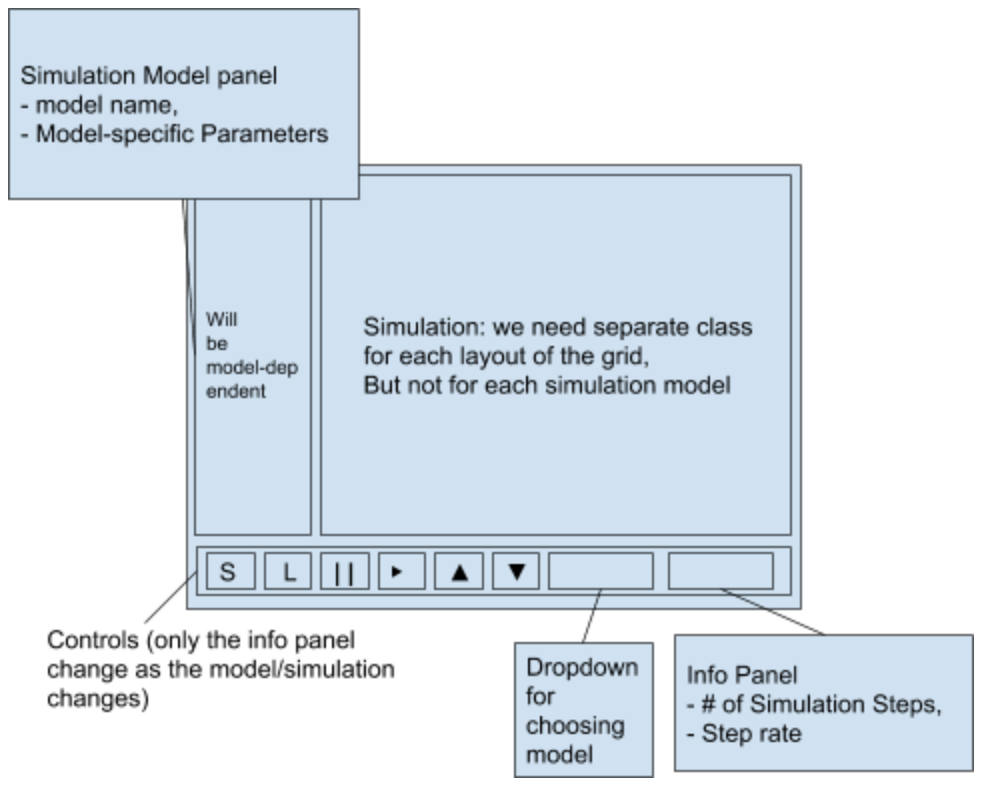 Simulation Model panel
- model name,
- Model-specific Parameters
Will
be
model-dep
endent
Simulation: we need separate class
for each layout of the grid,
But not for each simulation model
S L || ▶ ▲ ▼
Controls (only the info panel
change as the model/simulation
changes)
Dropdown
for
choosing
model
Info Panel
- # of Simulation Steps,
- Step rate